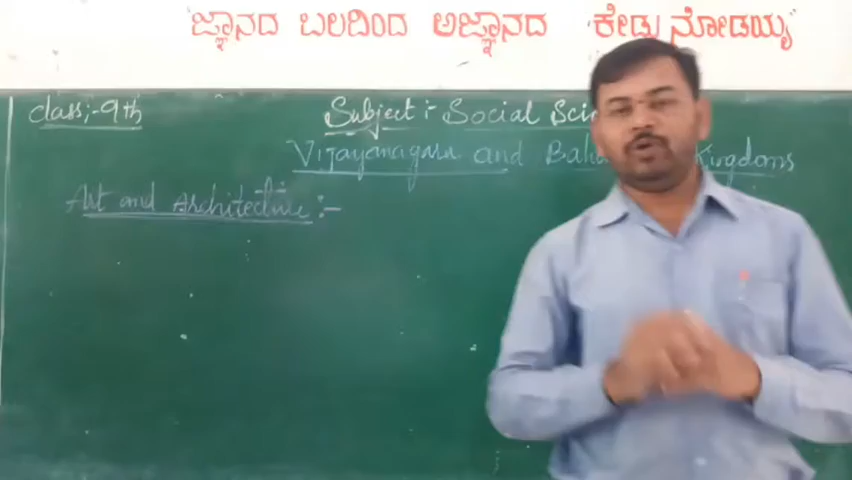 ಜ್ಞಾನದ ಬಲದಿಂದ ಅಜ್ಞಾನದ ಕೇಡು ನೋಡಯ್ಯ
class:-9th
Subject :- Social
Vijayanagara and Kingdoms
Art and Architecture :-